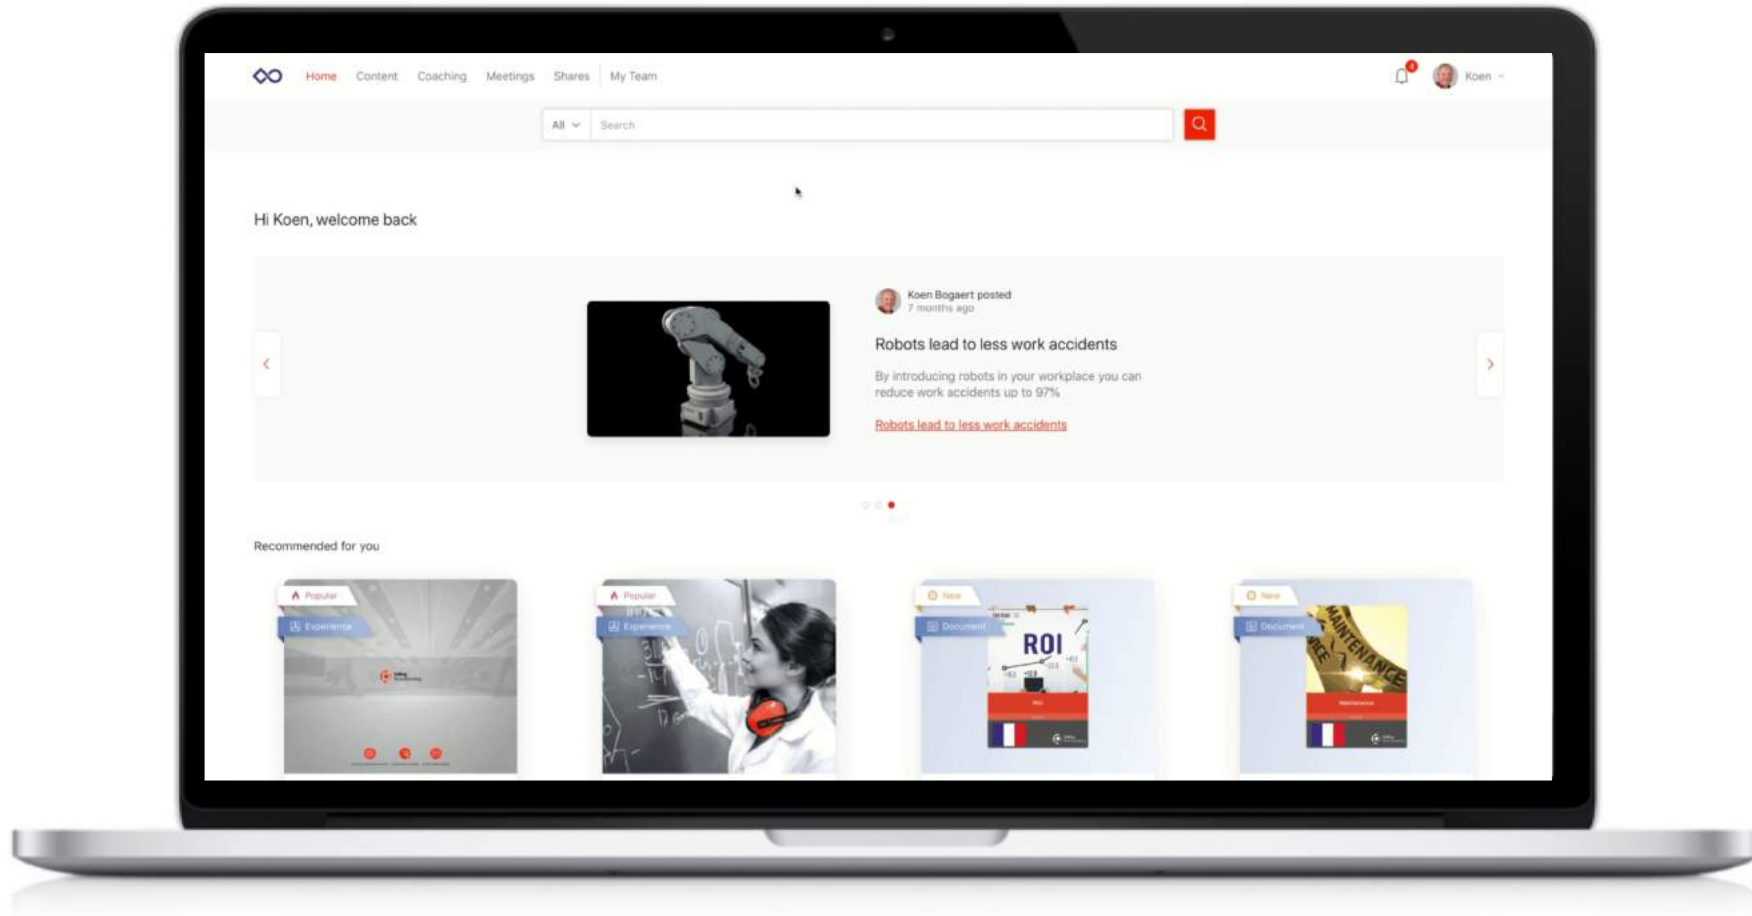 Home Content Coaching Meetings Shares My Team
4
Koen
All
Search
Hi Koen, welcome back
Koen Bogaert posted
7 months ago
Robots lead to less work accidents
By introducing robots in your workplace you can
reduce work accidents up to 97%
Robots lead to less work accidents
Recommended for you
Popular
Experience
Popular
Experience
New
Document
ROI
ROI
New
Document
MAINTENANCE
Maintenance